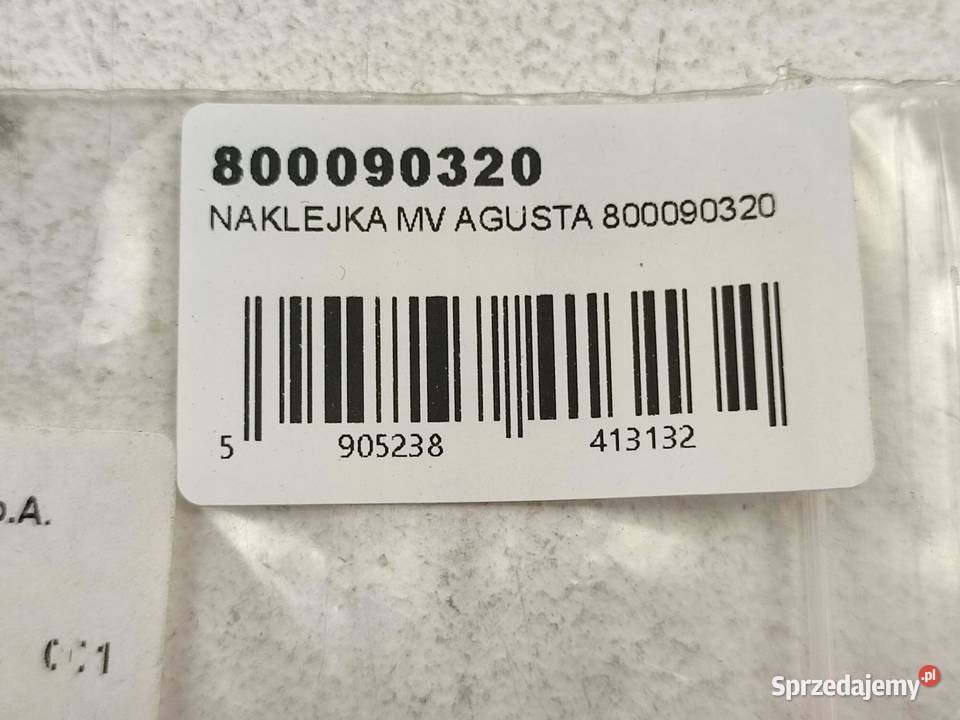 800090320
NAKLEJKA MV AGUSTA 800090320
5 905238 413132
.A.
Sprzedajemy.pl